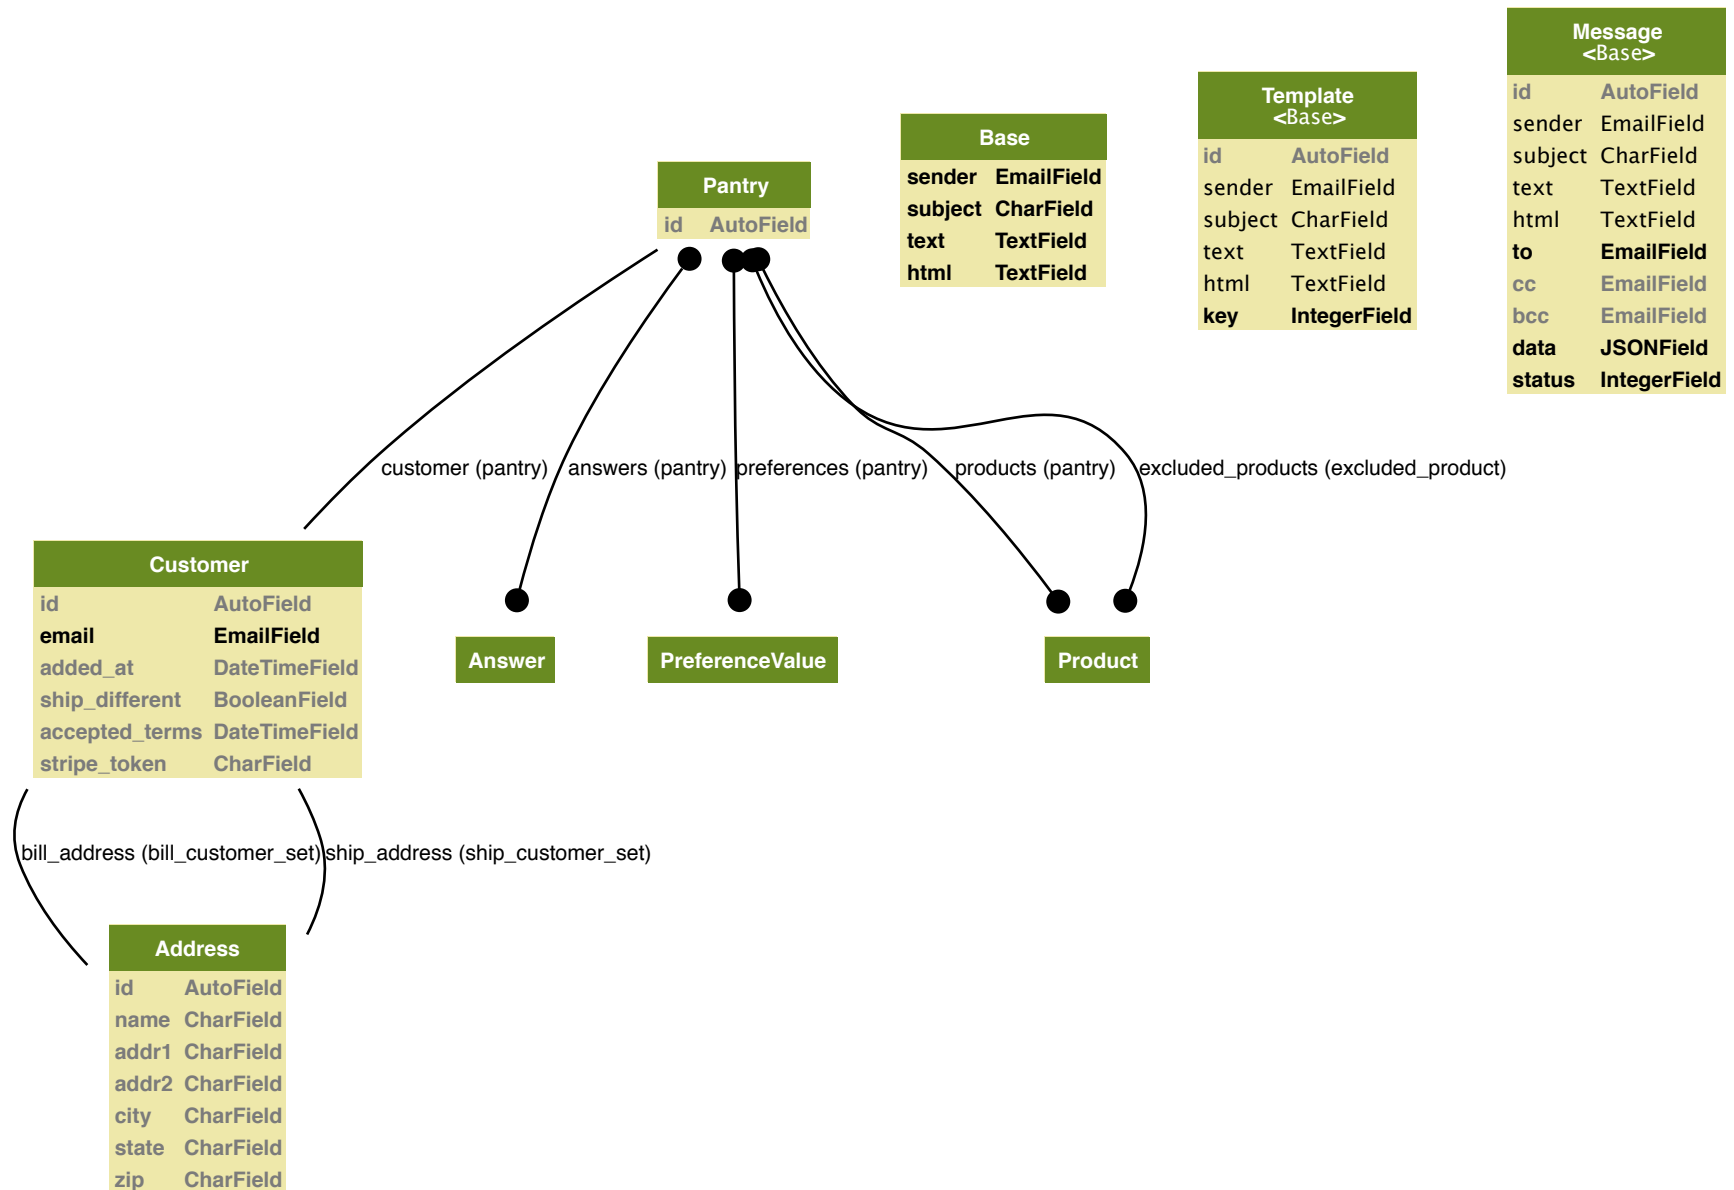 Message
<Base>
id AutoField
sender EmailField
subject CharField
text TextField
html TextField
to EmailField
cc EmailField
bcc EmailField
data JSONField
status IntegerField
Template
<Base>
id AutoField
sender EmailField
subject CharField
text TextField
html TextField
key IntegerField
Base
sender EmailField
subject CharField
text TextField
html TextField
Pantry
id AutoField
customer (pantry)
answers (pantry)
preferences (pantry)
products (pantry)
excluded_products (excluded_product)
Customer
id AutoField
email EmailField
added_at DateTimeField
ship_different BooleanField
accepted_terms DateTimeField
stripe_token CharField
Answer
PreferenceValue
Product
bill_address (bill_customer_set)
ship_address (ship_customer_set)
Address
id AutoField
name CharField
addr1 CharField
addr2 CharField
city CharField
state CharField
zip CharField